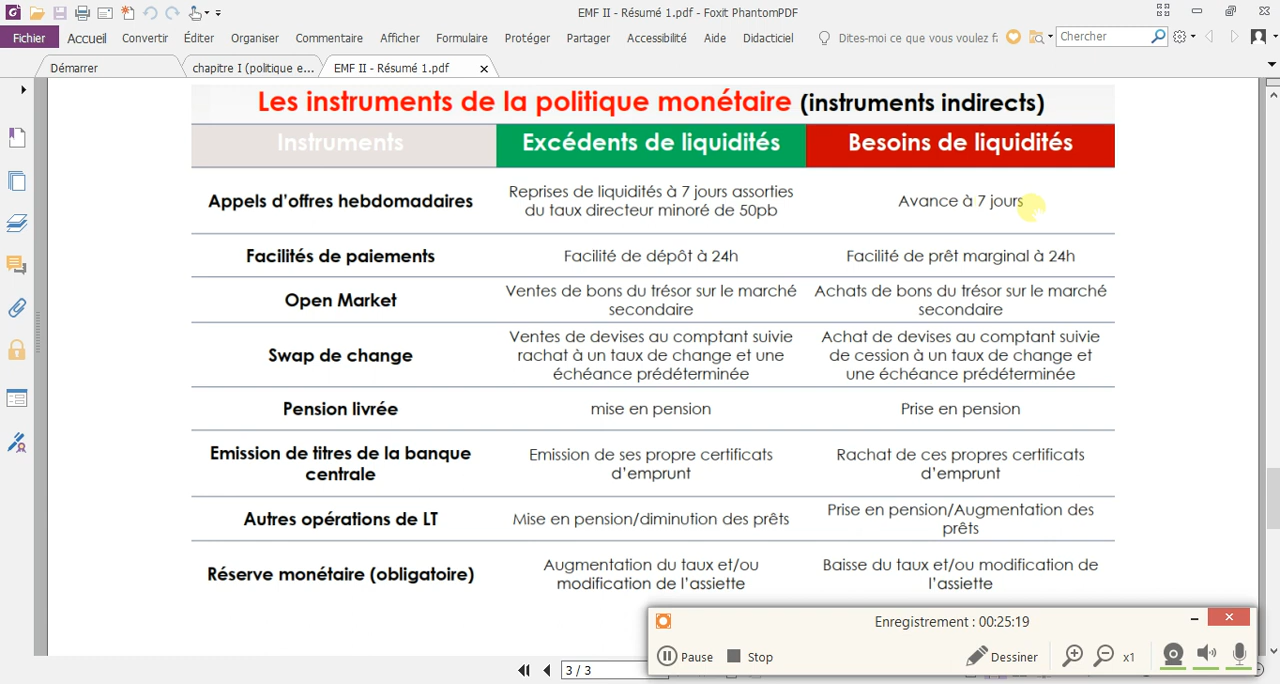 EMF II - Résumé 1.pdf - Foxit PhantomPDF
Fichier Accueil Convertir Éditer Organiser Commentaire Afficher Formulaire Protéger Partager Accessibilité Aide Didacticiel Dites-moi ce que vous voulez f. Chercher
Démarrer chapitre I (politique e... EMF II - Résumé 1.pdf
Les instruments de la politique monétaire (instruments indirects)
Instruments Excédents de liquidités Besoins de liquidités
Appels d'offres hebdomadaires
Reprises de liquidités à 7 jours assorties
du taux directeur minoré de 50pb
Avance à 7 jours
Facilités de paiements Facilité de dépôt à 24h Facilité de prêt marginal à 24h
Open Market
Ventes de bons du trésor sur le marché
secondaire
Achats de bons du trésor sur le marché
secondaire
Swap de change
Ventes de devises au comptant suivie
rachat à un taux de change et une
échéance prédéterminée
Achat de devises au comptant suivie
de cession à un taux de change et
une échéance prédéterminée
Pension livrée mise en pension Prise en pension
Emission de titres de la banque
centrale
Emission de ses propre certificats
d'emprunt
Rachat de ces propres certificats
d'emprunt
Autres opérations de LT Mise en pension/diminution des prêts
Prise en pension/Augmentation des
prêts
Réserve monétaire (obligatoire)
Augmentation du taux et/ou
modification de l'assiette
Baisse du taux et/ou modification de
l'assiette
Enregistrement : 00:25:19
Pause Stop Dessiner x1
3 / 3